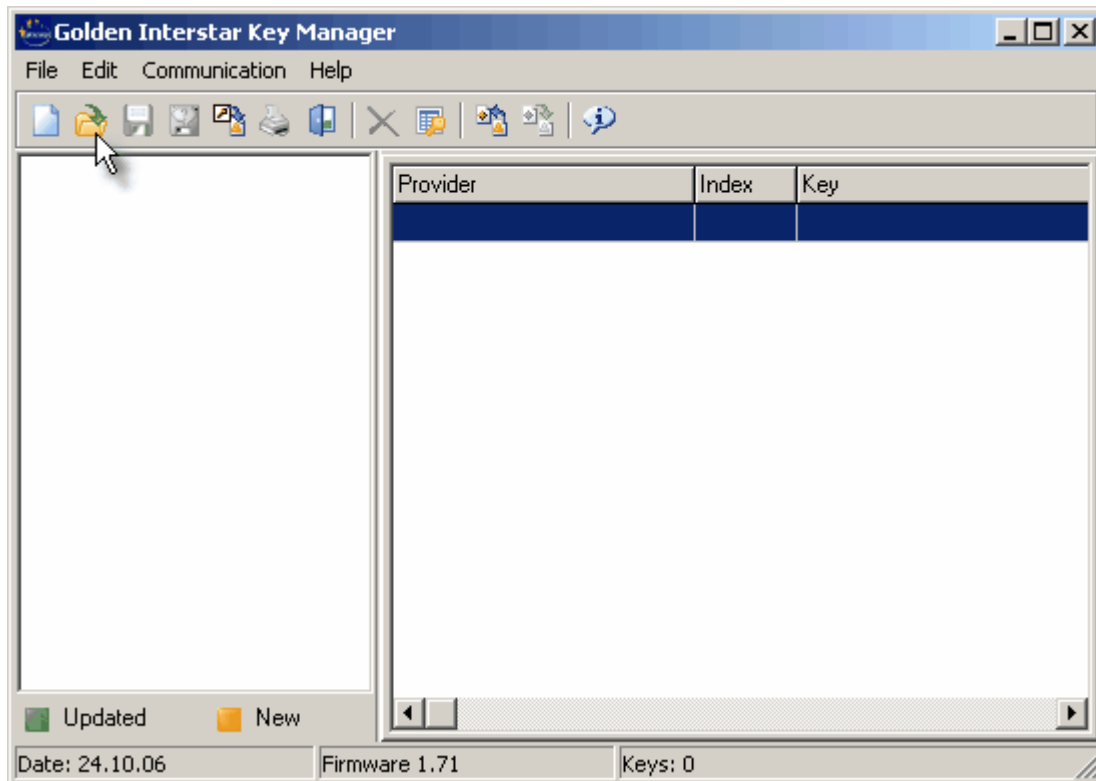 Golden Interstar Key Manager
File Edit Communication Help
Provider Index Key
Updated New
Date: 24.10.06 Firmware 1.71 Keys: 0